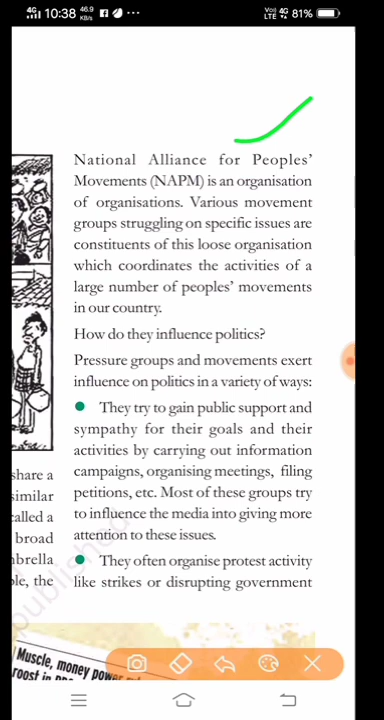 4G 10:38 46.9 KB/s ... VoI) LTE 4G 81%
National Alliance for Peoples'
Movements (NAPM) is an organisation
of organisations. Various movement
groups struggling on specific issues are
constituents of this loose organisation
which coordinates the activities of a
large number of peoples' movements
in our country.
How do they influence politics?
Pressure groups and movements exert
influence on politics in a variety of ways:
● They try to gain public support and
sympathy for their goals and their
activities by carrying out information
campaigns, organising meetings, filing
petitions, etc. Most of these groups try
to influence the media into giving more
attention to these issues.
● They often organise protest activity
like strikes or disrupting government
share a
similar
called a
broad
mbrella
ple, the
published
Muscle, money power
roost in